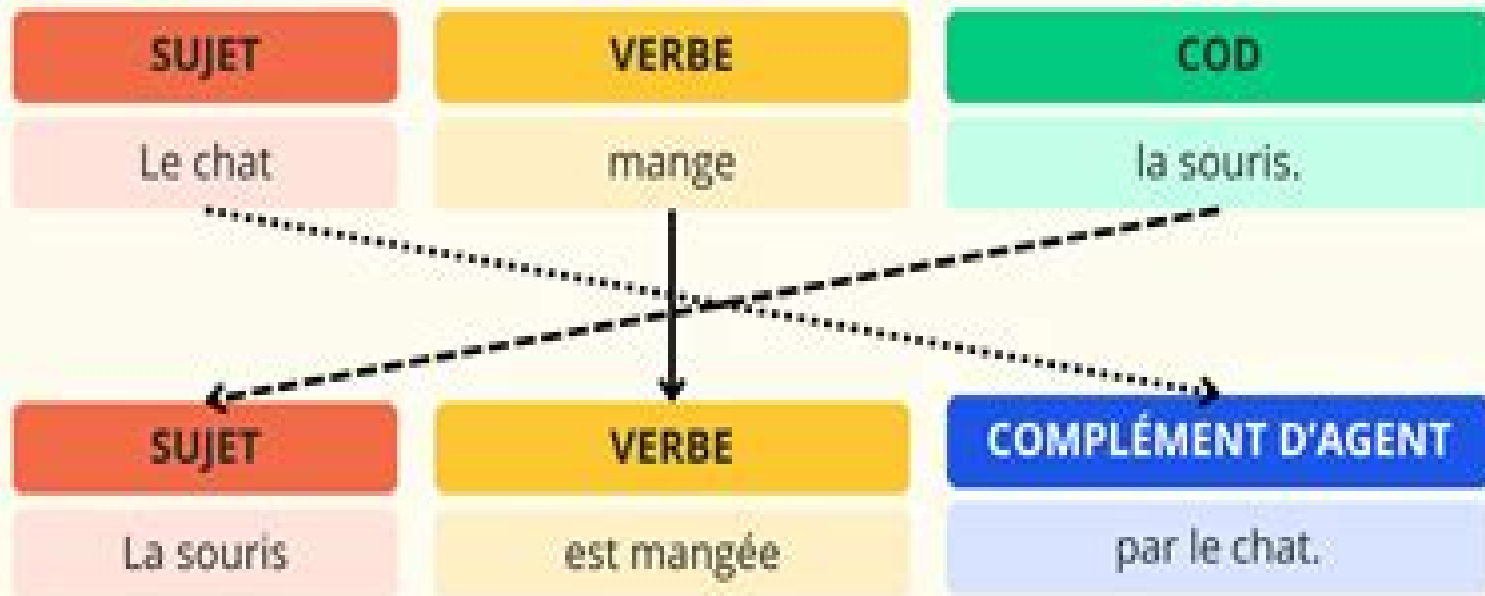 SUJET VERBE COD
Le chat mange la souris.
SUJET VERBE COMPLÉMENT D'AGENT
La souris est mangée par le chat.